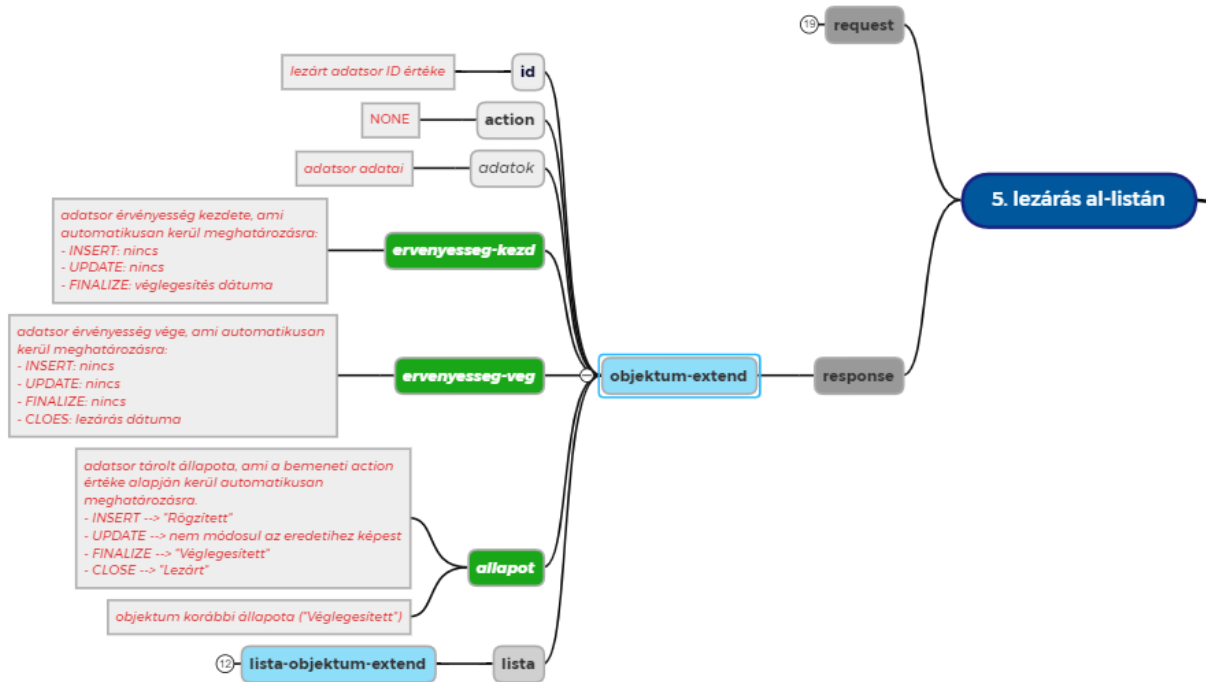 19
request
lezárt adatsor ID értéke
id
NONE
action
adatsor adatai
adatok
5. lezárás al-listán
adatsor érvényesség kezdete, ami
automatikusan kerül meghatározásra:
- INSERT: nincs
- UPDATE: nincs
- FINALIZE: véglegesítés dátuma
ervenyesseg-kezd
adatsor érvényesség vége, ami automatikusan
kerül meghatározásra:
- INSERT: nincs
- UPDATE: nincs
- FINALIZE: nincs
- CLOES: lezárás dátuma
ervenyesseg-veg
objektum-extend
response
adatsor tárolt állapota, ami a bemeneti action
értéke alapján kerül automatikusan
meghatározásra.
- INSERT --> "Rögzített"
- UPDATE --> nem módosul az eredetihez képest
- FINALIZE --> "Véglegesített"
- CLOSE --> "Lezárt"
allapot
objektum korábbi állapota ("Véglegesített")
12
lista-objektum-extend
lista